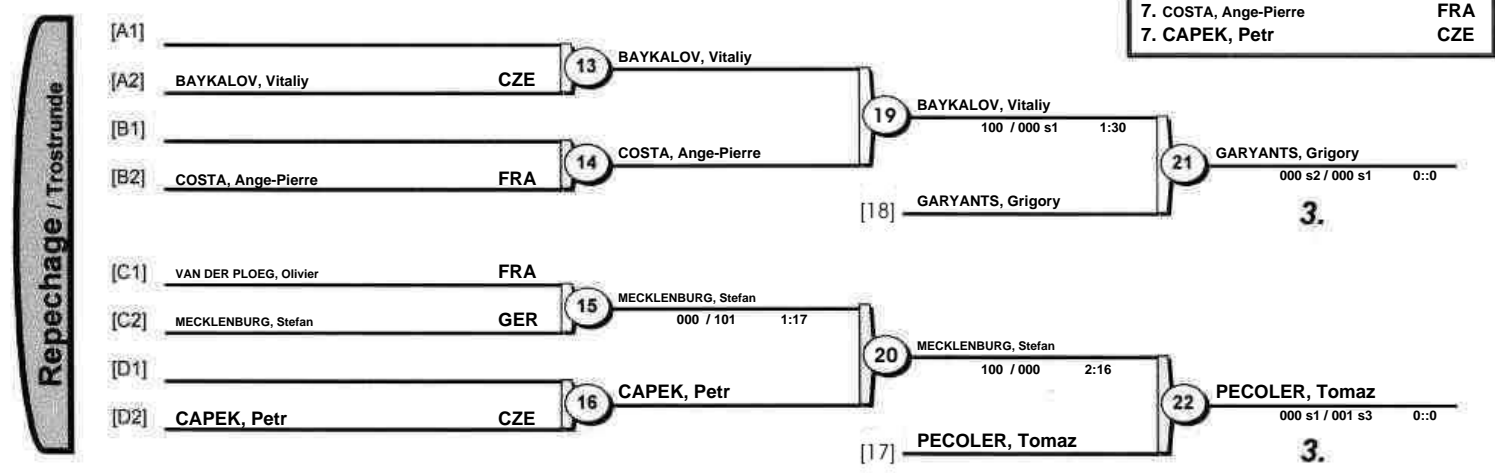 7. COSTA, Ange-Pierre FRA
7. CAPEK, Petr CZE
Repechage / Trostrunde
[A1]
[A2] BAYKALOV, Vitaliy CZE
13 BAYKALOV, Vitaliy
[B1]
[B2] COSTA, Ange-Pierre FRA
14 COSTA, Ange-Pierre
19 BAYKALOV, Vitaliy
100 / 000 s1 1:30
[18] GARYANTS, Grigory
21 GARYANTS, Grigory
000 s2 / 000 s1 0::0
3.
[C1] VAN DER PLOEG, Olivier FRA
[C2] MECKLENBURG, Stefan GER
15 MECKLENBURG, Stefan
000 / 101 1:17
[D1]
[D2] CAPEK, Petr CZE
16 CAPEK, Petr
20 MECKLENBURG, Stefan
100 / 000 2:16
[17] PECOLER, Tomaz
22 PECOLER, Tomaz
000 s1 / 001 s3 0::0
3.